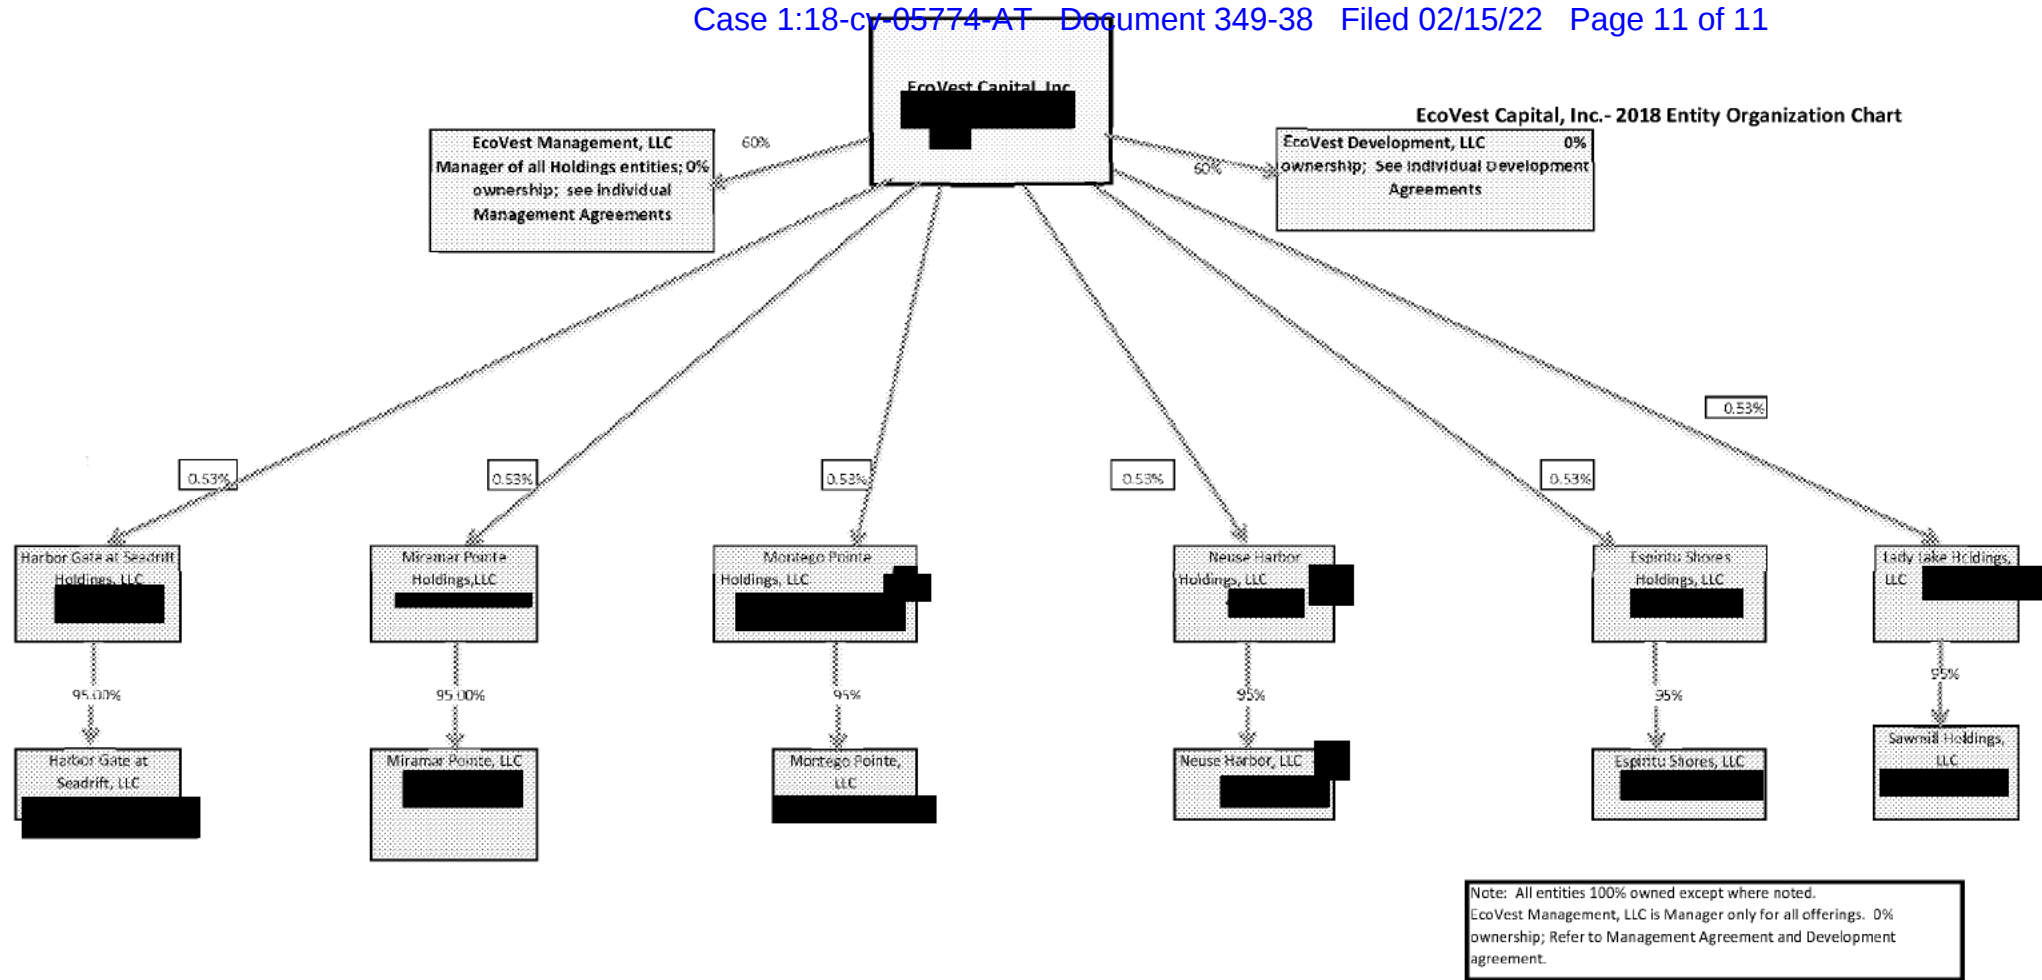 Case 1:18-cv-05774-AT Document 349-38 Filed 02/15/22 Page 11 of 11
EcoVest Capital, Inc.
EcoVest Capital, Inc.- 2018 Entity Organization Chart
EcoVest Management, LLC
Manager of all Holdings entities; 0%
ownership; see individual
Management Agreements
60%
60%
EcoVest Development, LLC 0%
ownership; See Individual Development
Agreements
0.53%
0.53%
0.53%
0.53%
0.53%
0.53%
Harbor Gate at Seadrift
Holdings, LLC
Miramar Pointe
Holdings,LLC
Montego Pointe
Holdings, LLC
Neuse Harbor
Holdings, LLC
Espiritu Shores
Holdings, LLC
Lady Lake Holdings,
LLC
95.00%
95.00%
95%
95%
95%
95%
Harbor Gate at
Seadrift, LLC
Miramar Pointe, LLC
Montego Pointe,
LLC
Neuse Harbor, LLC
Espiritu Shores, LLC
Sawmill Holdings,
LLC
Note: All entities 100% owned except where noted.
EcoVest Management, LLC is Manager only for all offerings. 0%
ownership; Refer to Management Agreement and Development
agreement.